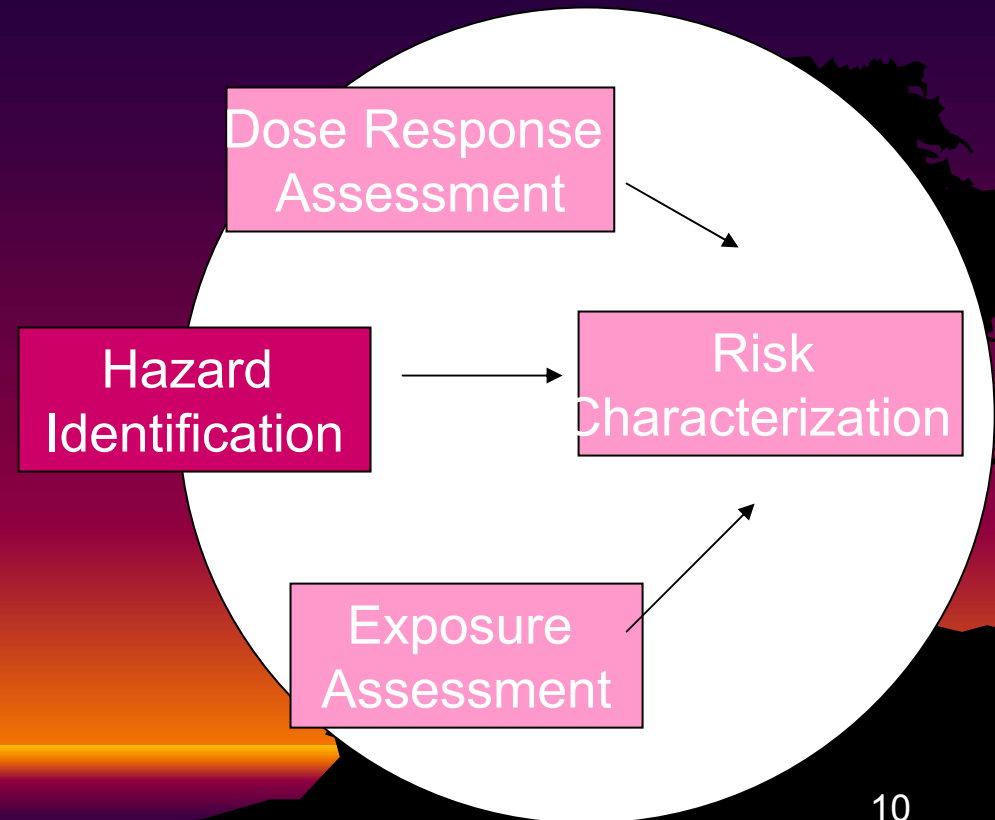 Dose Response
Assessment
Hazard
Identification
Risk
Characterization
Exposure
Assessment
10